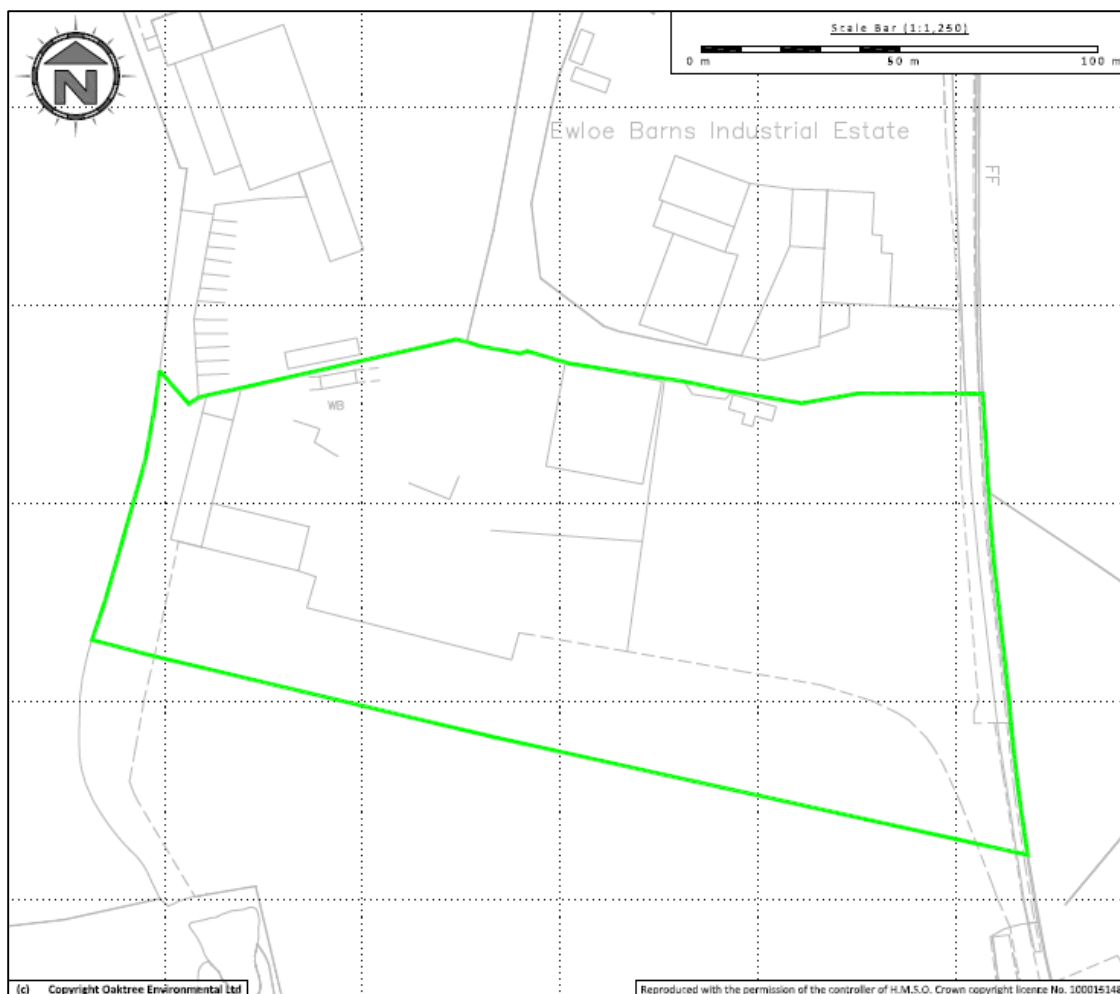 N
Scale Bar (1:1,250)
0 m 50 m 100 m
Ewloe Barns Industrial Estate
FF
WB
(c) Copyright Oaktree Environmental Ltd
Reproduced with the permission of the controller of H.M.S.O. Crown copyright licence No. 100015148